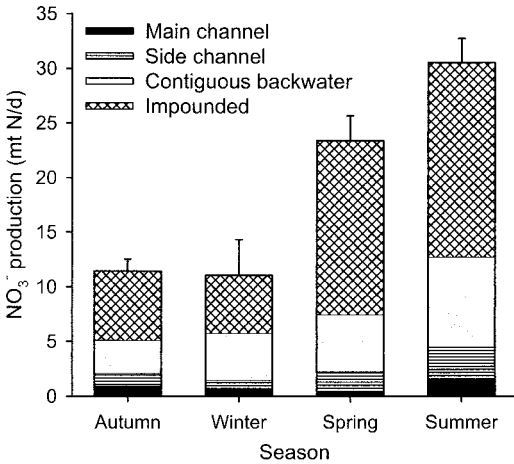 35
30
25
20
15
10
5
0
NO3- production (mt N/d)
Main channel
Side channel
Contiguous backwater
Impounded
Autumn Winter Spring Summer
Season